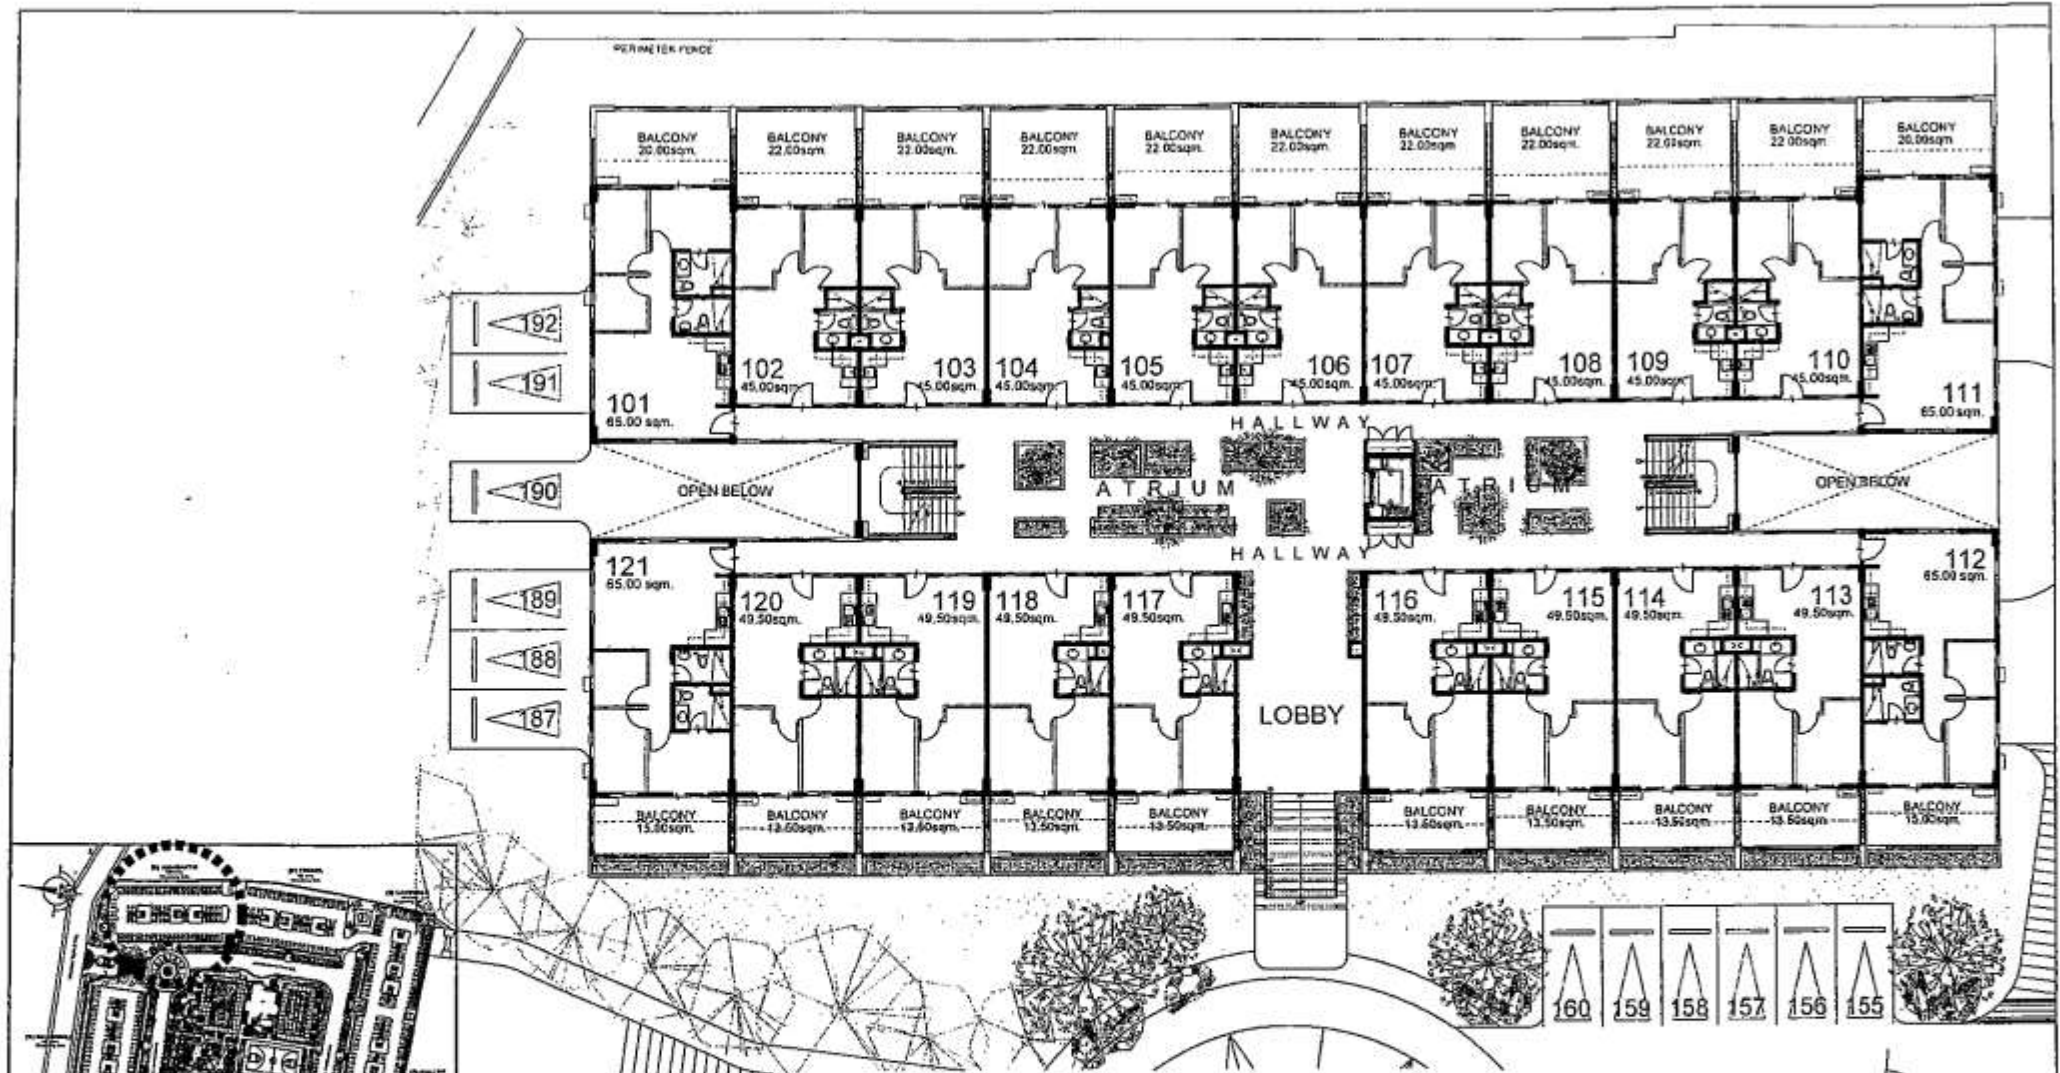 PERIMETER FENCE
BALCONY
20.00sqm.
BALCONY
22.00sqm.
BALCONY
22.00sqm.
BALCONY
22.00sqm.
BALCONY
22.00sqm.
BALCONY
22.00sqm.
BALCONY
22.00sqm.
BALCONY
22.00sqm.
BALCONY
22.00sqm.
BALCONY
22.00sqm.
BALCONY
20.00sqm.
192
191
101
65.00 sqm.
102
45.00sqm.
103
45.00sqm.
104
45.00sqm.
105
45.00sqm.
106
45.00sqm.
107
45.00sqm.
108
45.00sqm.
109
45.00sqm.
110
45.00sqm.
111
65.00 sqm.
HALLWAY
190
OPEN BELOW
ATRIUM
ATRIUM
OPEN BELOW
HALLWAY
189
188
187
121
65.00 sqm.
120
49.50sqm.
119
49.50sqm.
118
49.50sqm.
117
49.50sqm.
116
49.50sqm.
115
49.50sqm.
114
49.50sqm.
113
49.50sqm.
112
65.00 sqm.
LOBBY
BALCONY
15.00sqm.
BALCONY
13.50sqm.
BALCONY
13.50sqm.
BALCONY
13.50sqm.
BALCONY
13.50sqm.
BALCONY
13.50sqm.
BALCONY
13.50sqm.
BALCONY
13.50sqm.
BALCONY
13.50sqm.
BALCONY
15.00sqm.
160
159
158
157
156
155